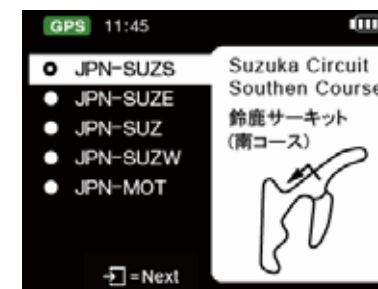 GPS 11:45
JPN-SUZS
JPN-SUZE
JPN-SUZ
JPN-SUZW
JPN-MOT
=Next
Suzuka Circuit
Southen Course
鈴鹿サーキット
(南コース)